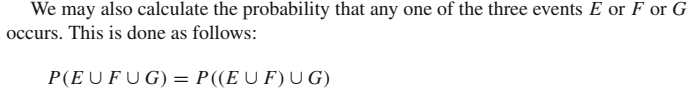 We may also calculate the probability that any one of the three events E or F or G
occurs. This is done as follows:
P(E ∪ F ∪ G) = P((E ∪ F) ∪ G)